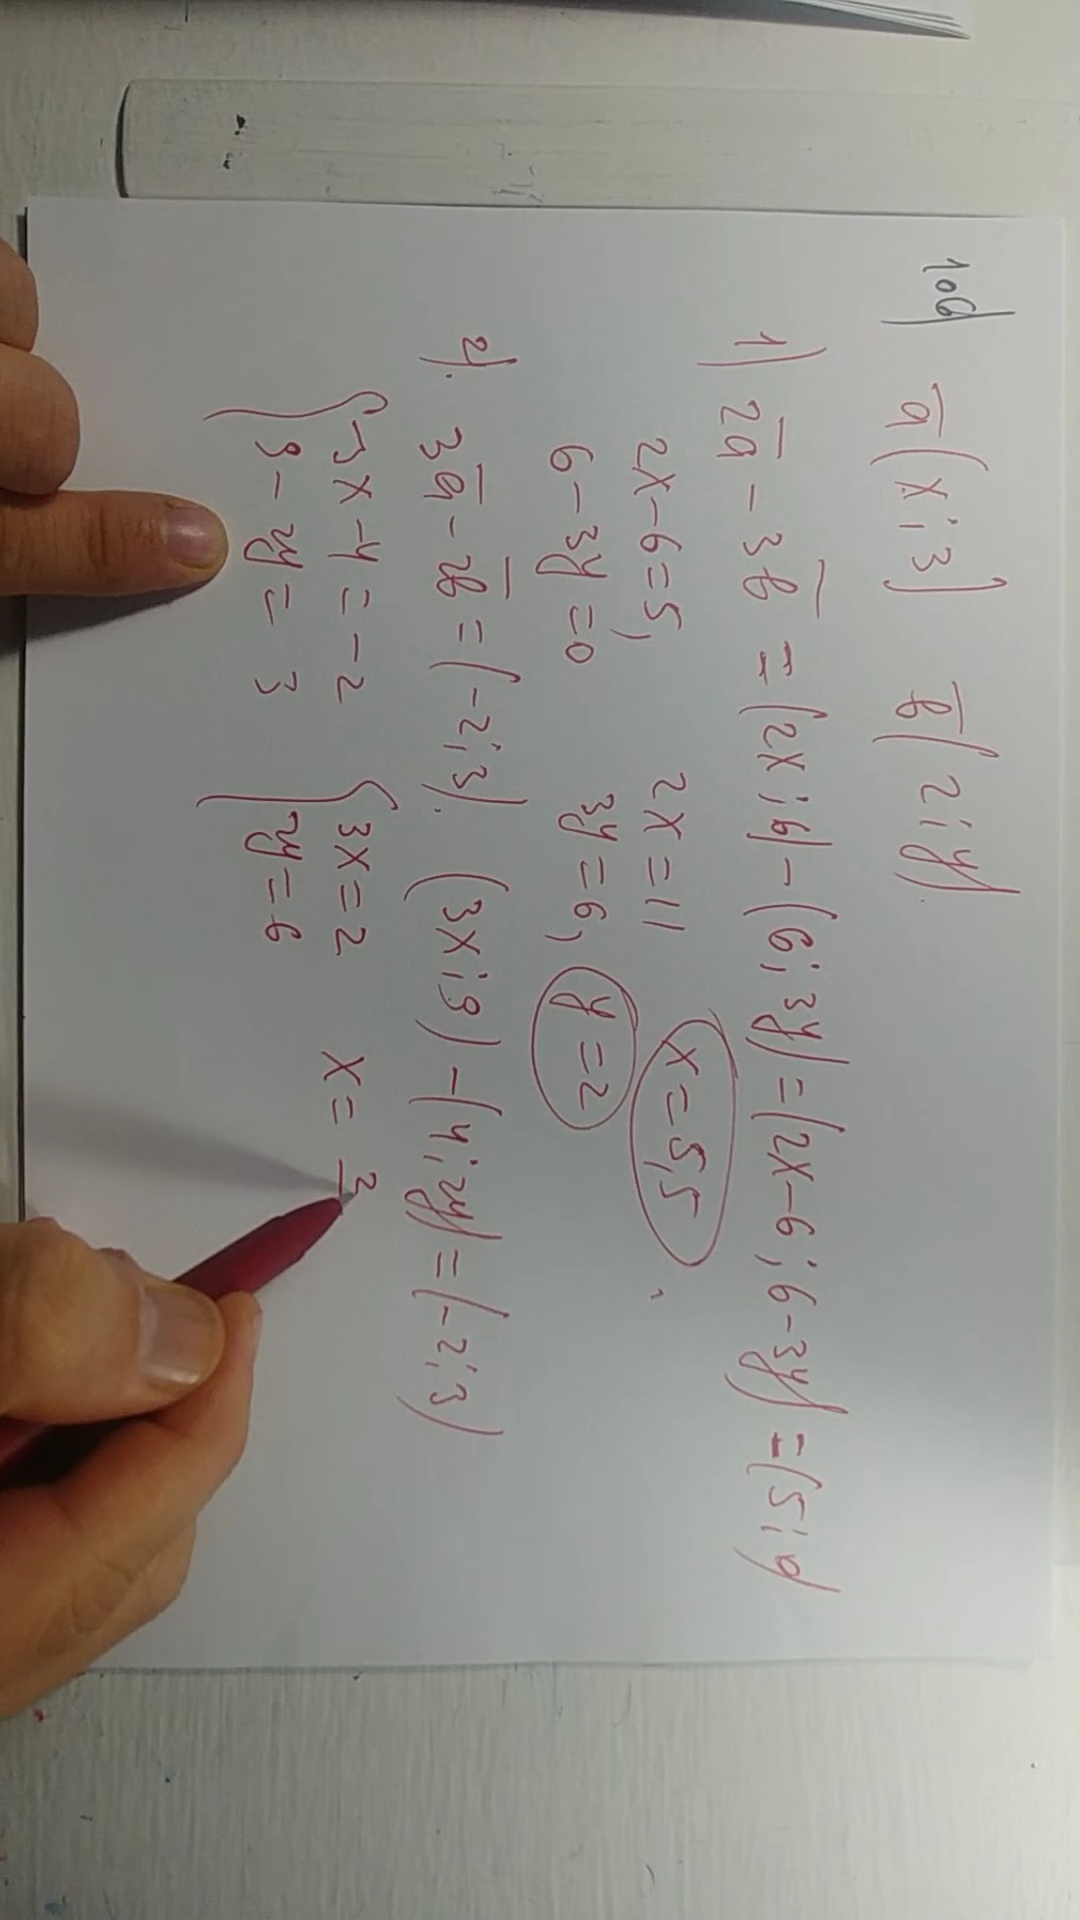 106) a̅(x;3) b̅(2;y).
1) 2a̅ - 3b̅ = (2x;6) - (6;3y) = (2x-6;6-3y) = (5;0)
2x-6=5, 2x=11 x=5,5
6-3y=0 3y=6, y=2
2). 3a̅ - 2b̅ = (-2;3). (3x;9) - (4;2y) = (-2;3)
{3x-4=-2 {3x=2 x=
9-2y=3 2y=6